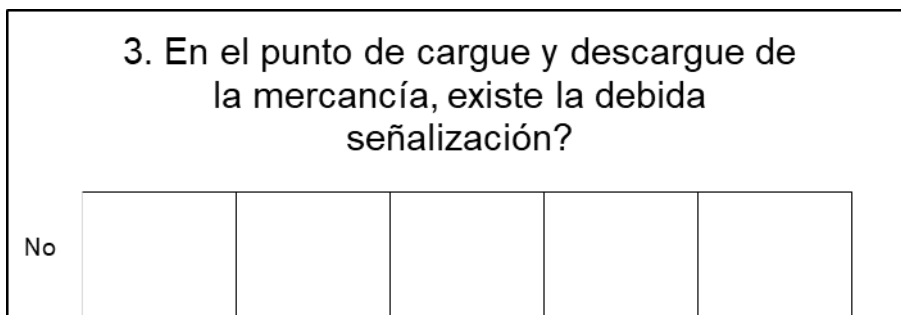 3. En el punto de cargue y descargue de
la mercancía, existe la debida
señalización?
No